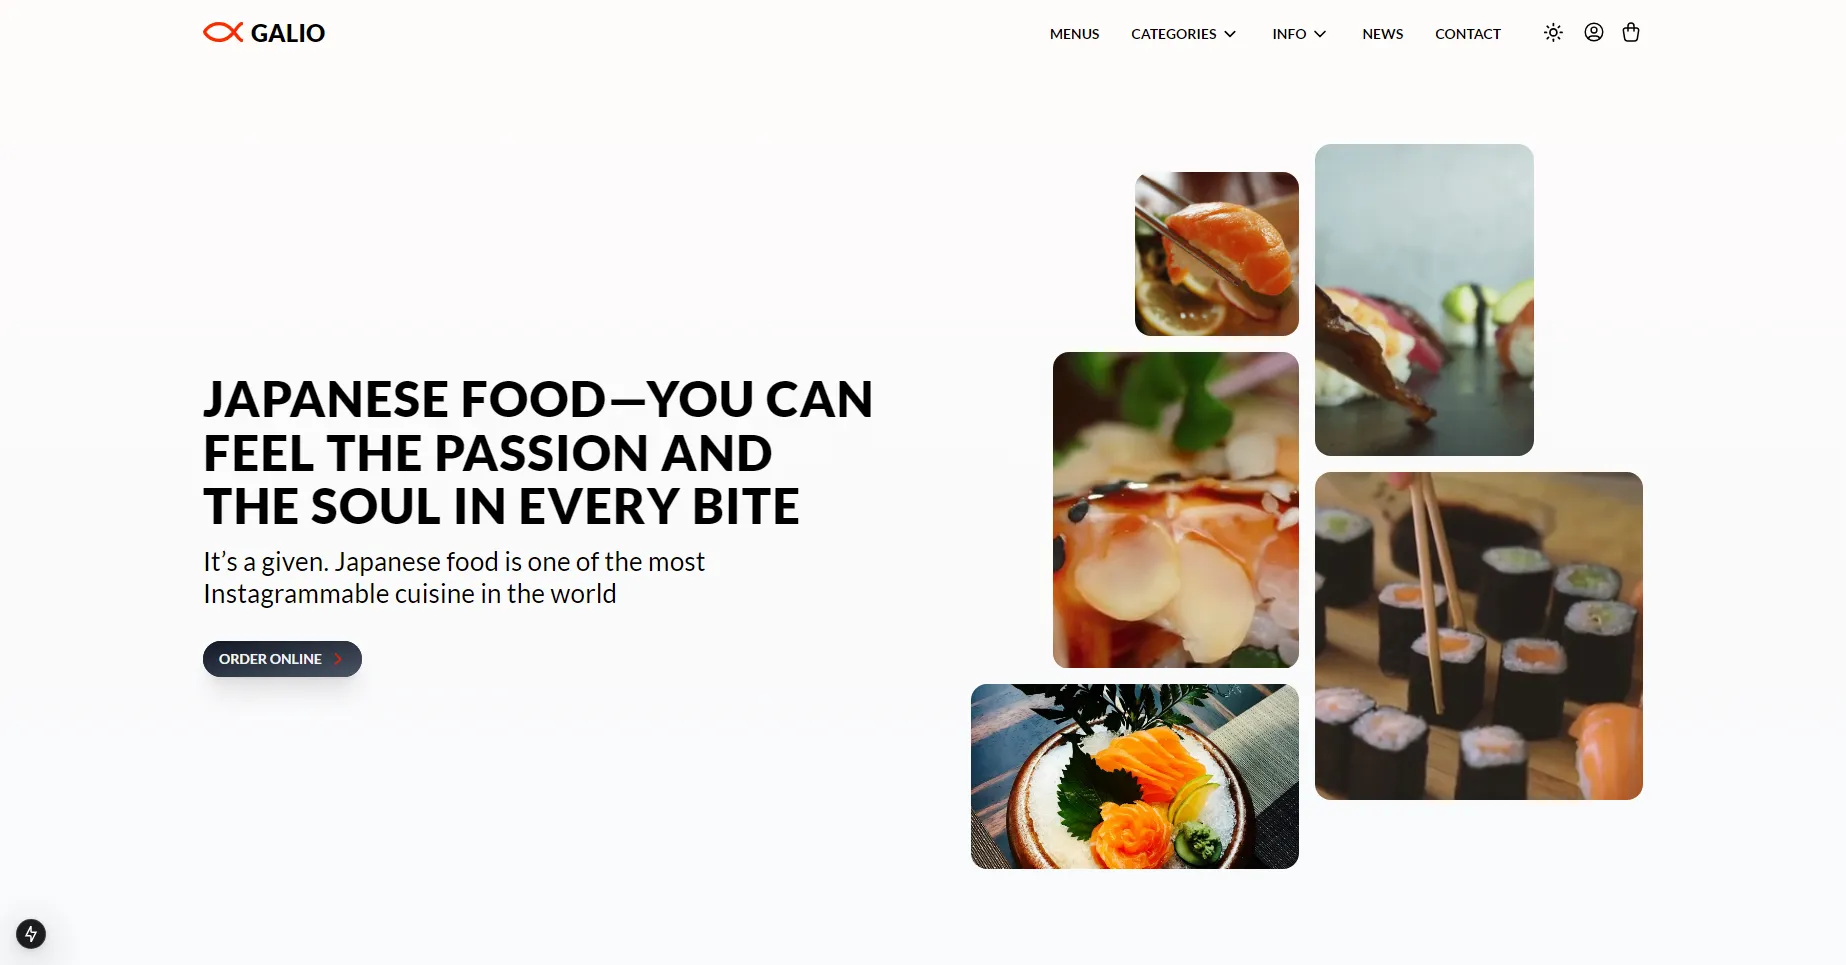 GALIO
MENUS
CATEGORIES
INFO
NEWS
CONTACT
JAPANESE FOOD—YOU CAN
FEEL THE PASSION AND
THE SOUL IN EVERY BITE
It’s a given. Japanese food is one of the most
Instagrammable cuisine in the world
ORDER ONLINE